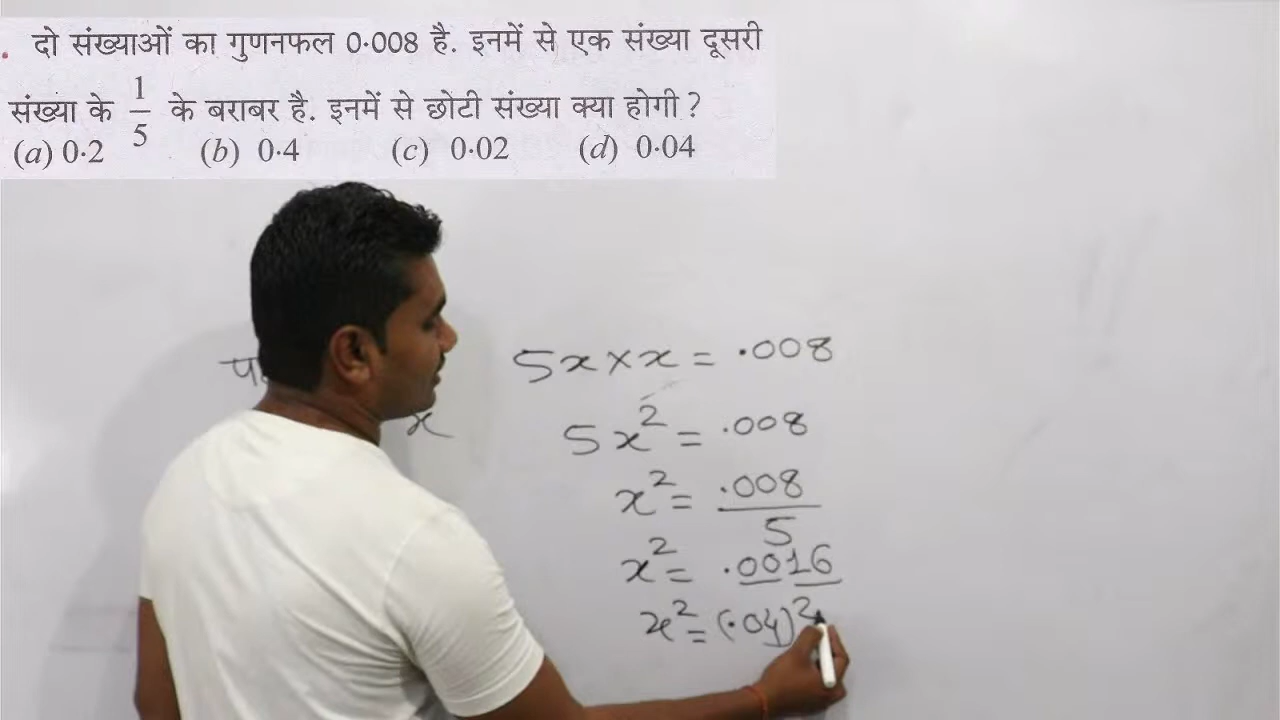 दो संख्याओं का गुणनफल 0·008 है. इनमें से एक संख्या दूसरी
संख्या के 1/5 के बराबर है. इनमें से छोटी संख्या क्या होगी ?
(a) 0·2 (b) 0·4 (c) 0·02 (d) 0·04
5x × x = .008
x
5x² = .008
x² = .008/5
x² = .0016
x² = (.04)²